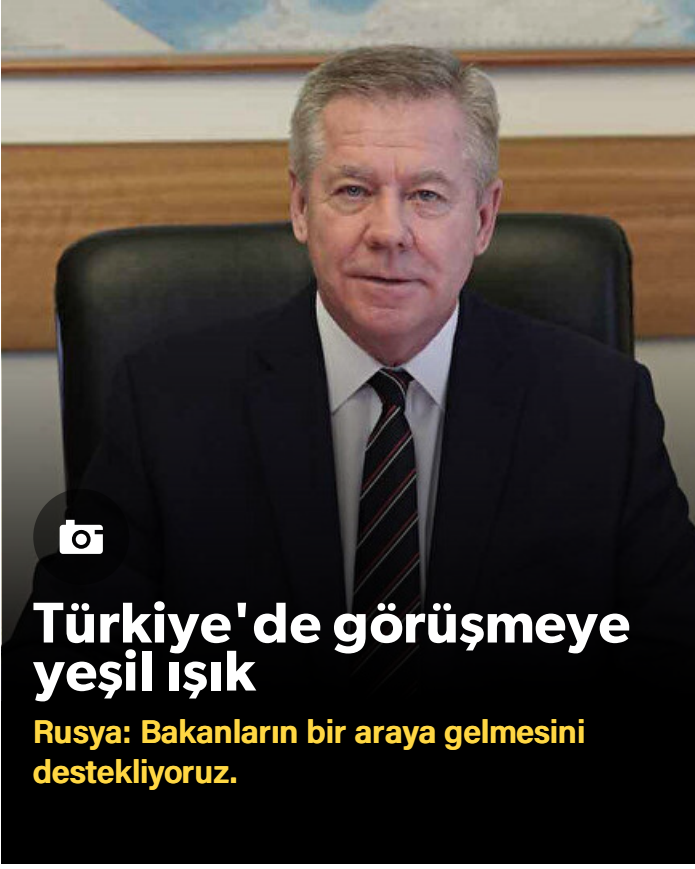 Türkiye'de görüşmeye
yeşil ışık
Rusya: Bakanların bir araya gelmesini
destekliyoruz.